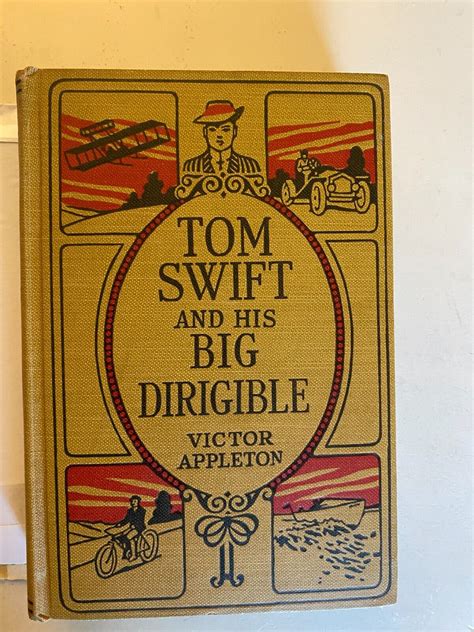 TOM
SWIFT
AND HIS
BIG
DIRIGIBLE
VICTOR
APPLETON